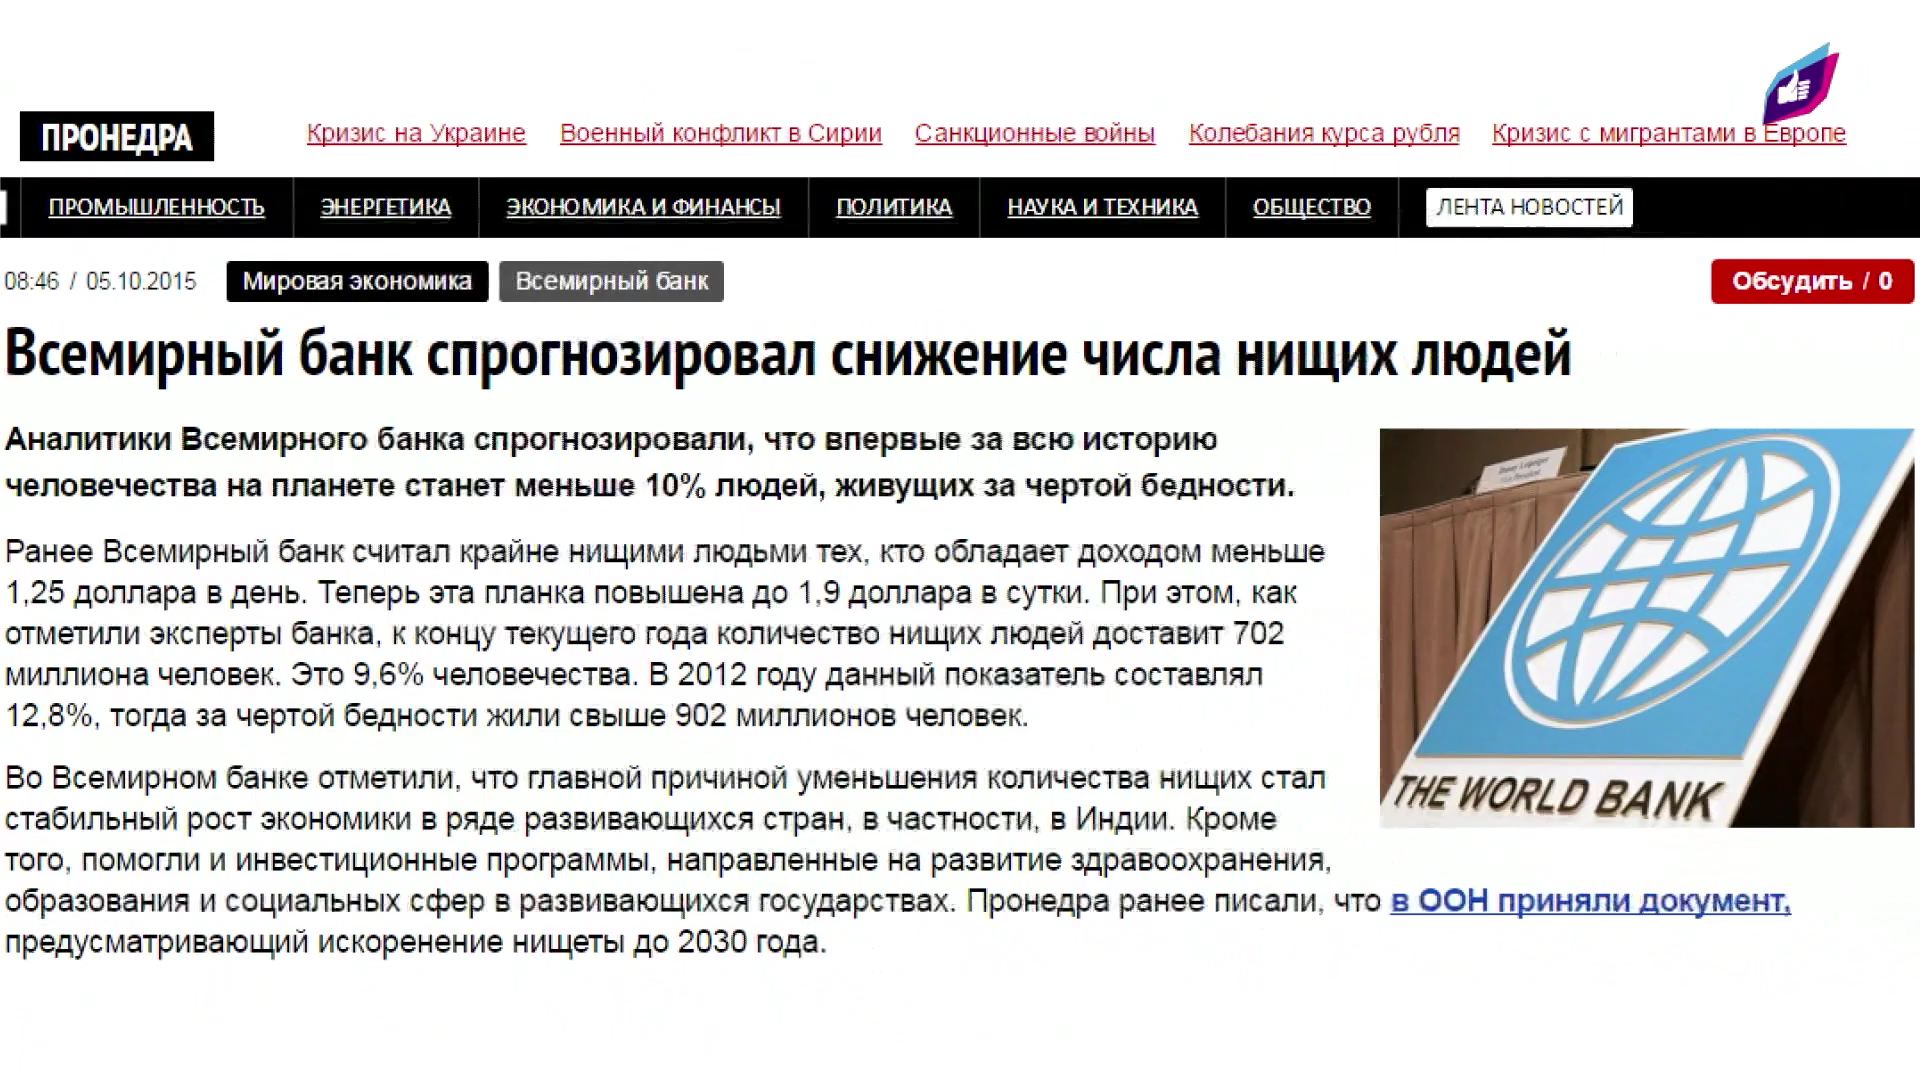 ПРОНЕДРА
Кризис на Украине Военный конфликт в Сирии Санкционные войны Колебания курса рубля Кризис с мигрантами в Европе
ПРОМЫШЛЕННОСТЬ ЭНЕРГЕТИКА ЭКОНОМИКА И ФИНАНСЫ ПОЛИТИКА НАУКА И ТЕХНИКА ОБЩЕСТВО ЛЕНТА НОВОСТЕЙ
08:46 / 05.10.2015 Мировая экономика Всемирный банк Обсудить / 0
Всемирный банк спрогнозировал снижение числа нищих людей
Аналитики Всемирного банка спрогнозировали, что впервые за всю историю
человечества на планете станет меньше 10% людей, живущих за чертой бедности.
Ранее Всемирный банк считал крайне нищими людьми тех, кто обладает доходом меньше
1,25 доллара в день. Теперь эта планка повышена до 1,9 доллара в сутки. При этом, как
отметили эксперты банка, к концу текущего года количество нищих людей доставит 702
миллиона человек. Это 9,6% человечества. В 2012 году данный показатель составлял
12,8%, тогда за чертой бедности жили свыше 902 миллионов человек.
Во Всемирном банке отметили, что главной причиной уменьшения количества нищих стал
стабильный рост экономики в ряде развивающихся стран, в частности, в Индии. Кроме
того, помогли и инвестиционные программы, направленные на развитие здравоохранения,
образования и социальных сфер в развивающихся государствах. Пронедра ранее писали, что в ООН приняли документ,
предусматривающий искоренение нищеты до 2030 года.
THE WORLD BANK